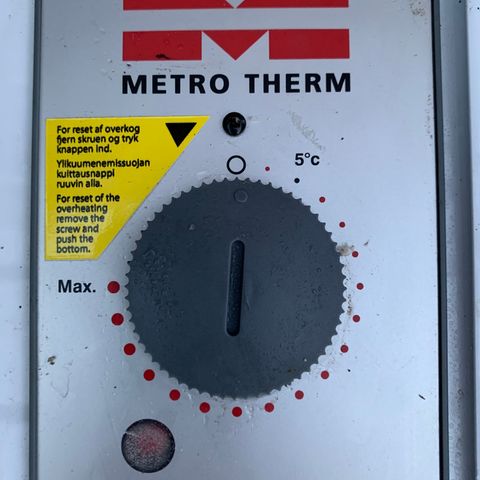 METRO THERM
For reset af overkog
fjern skruen og tryk
knappen ind.
Ylikuumenemissuojan
kuittausnappi
ruuvin alla.
For reset of the
overheating
remove the
screw and
push the
bottom.
5°c
Max.